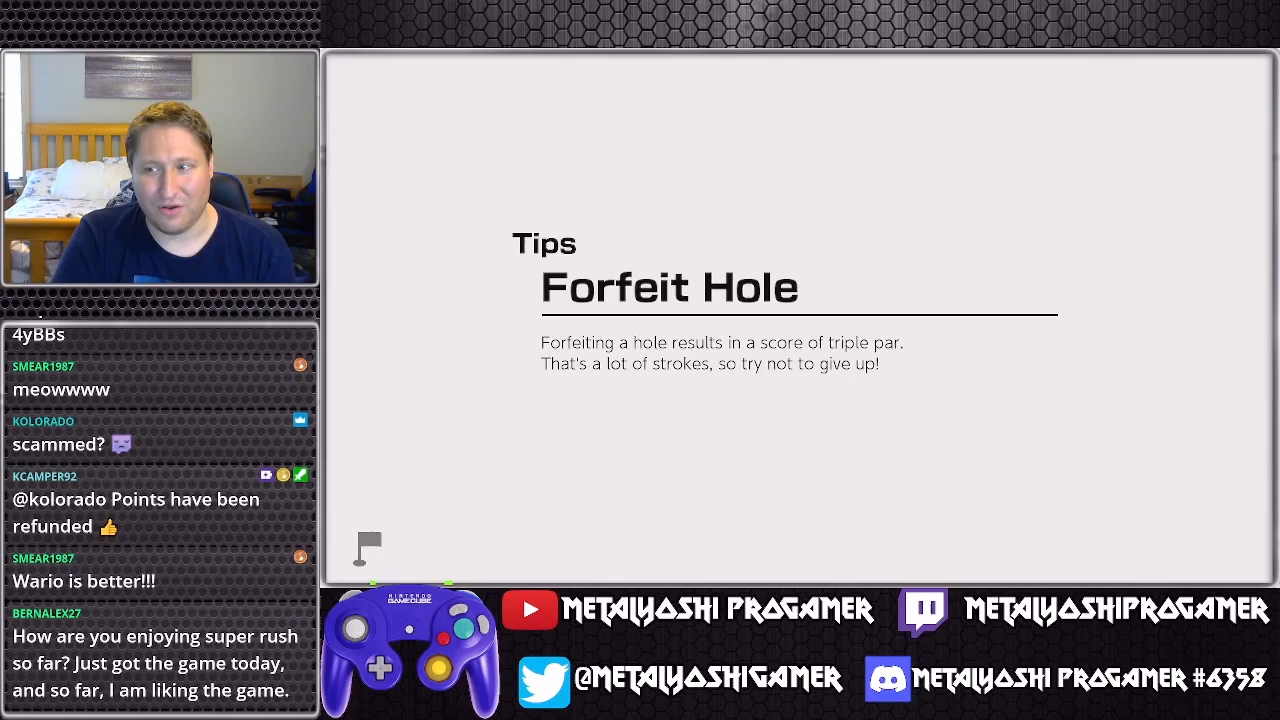 4yBBs
SMEAR1987
meowwww
KOLORADO
scammed?
KCAMPER92
@kolorado Points have been
refunded 👍
SMEAR1987
Wario is better!!!
BERNALEX27
How are you enjoying super rush
so far? Just got the game today,
and so far, I am liking the game.
Tips
Forfeit Hole
Forfeiting a hole results in a score of triple par.
That's a lot of strokes, so try not to give up!
NINTENDO
GAMECUBE
METALYOSHI PROGAMER
METALYOSHIPROGAMER
@METALYOSHIGAMER
METALYOSHI PROGAMER #6358